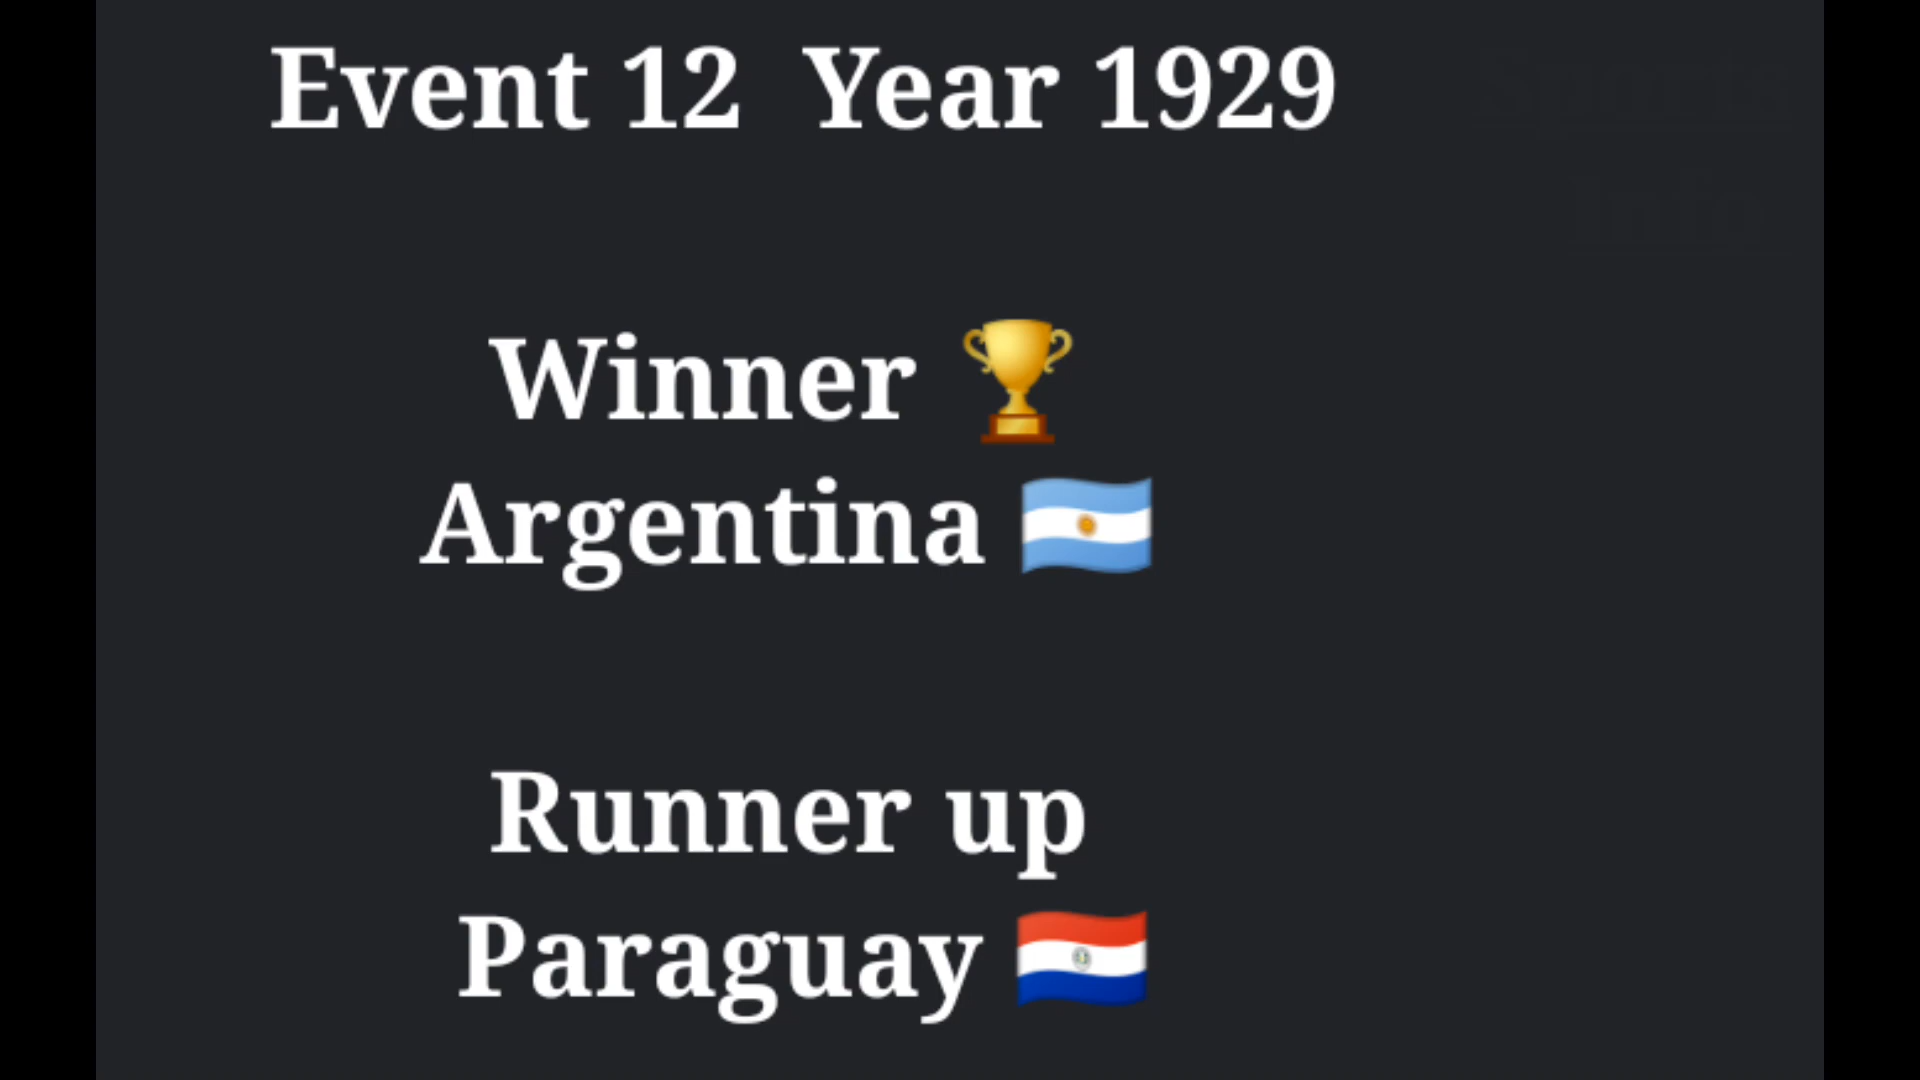 Event 12 Year 1929
Winner 🏆
Argentina 🇦🇷
Runner up
Paraguay 🇵🇾